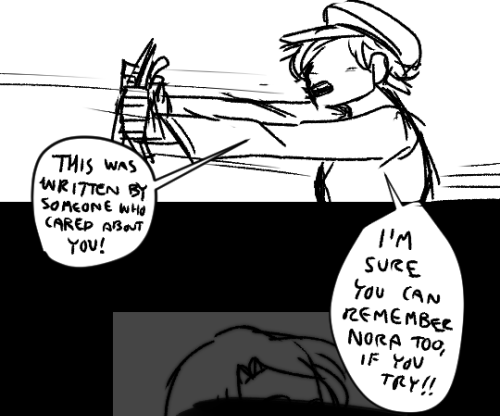 THIS WAS
WRITTEN BY
SOMEONE WHO
CARED ABOUT
YOU!
I'M
SURE
YOU CAN
REMEMBER
NORA TOO,
IF YOU
TRY!!